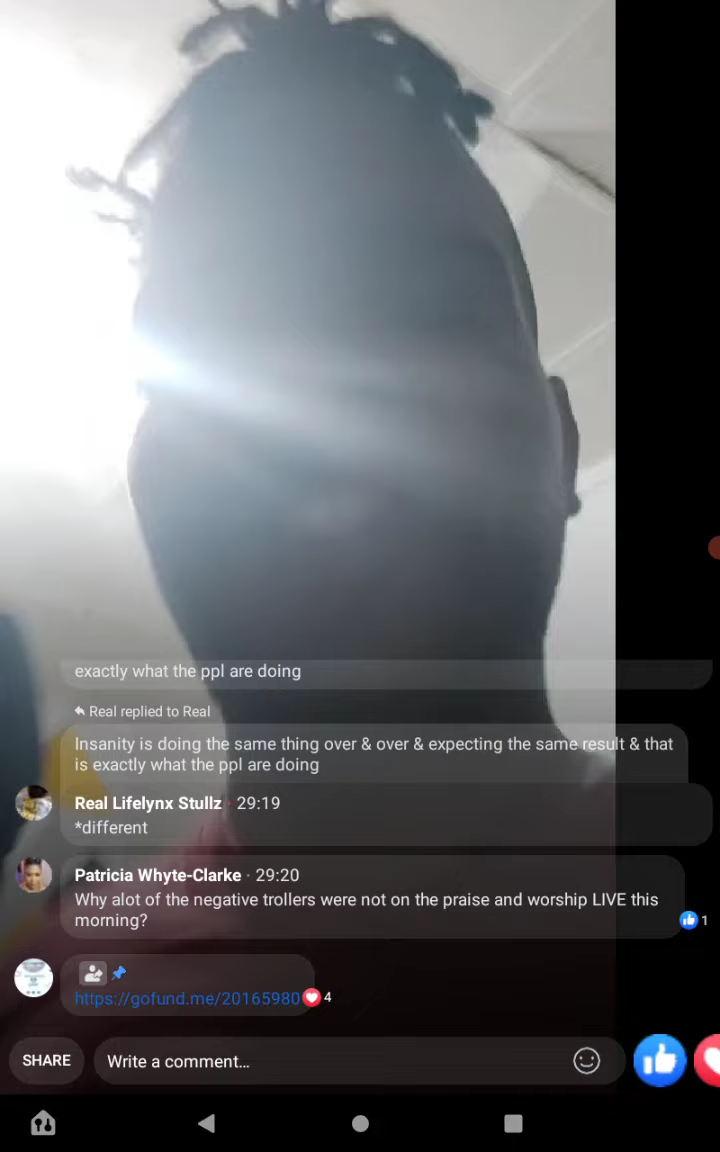 exactly what the ppl are doing
Real replied to Real
Insanity is doing the same thing over & over & expecting the same result & that
is exactly what the ppl are doing
Real Lifelynx Stullz · 29:19
*different
Patricia Whyte-Clarke · 29:20
Why alot of the negative trollers were not on the praise and worship LIVE this
morning?
1
https://gofund.me/20165980 4
SHARE
Write a comment...